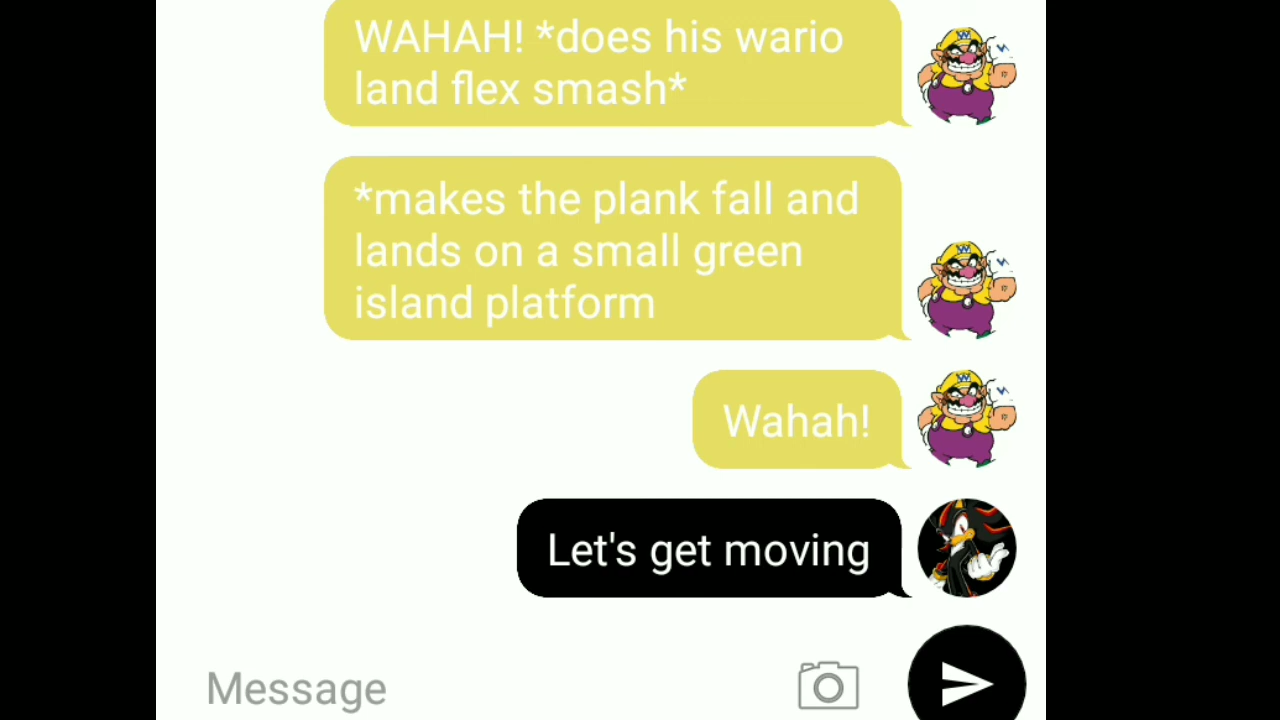 WAHAH! *does his wario
land flex smash*
*makes the plank fall and
lands on a small green
island platform
Wahah!
Let's get moving
Message